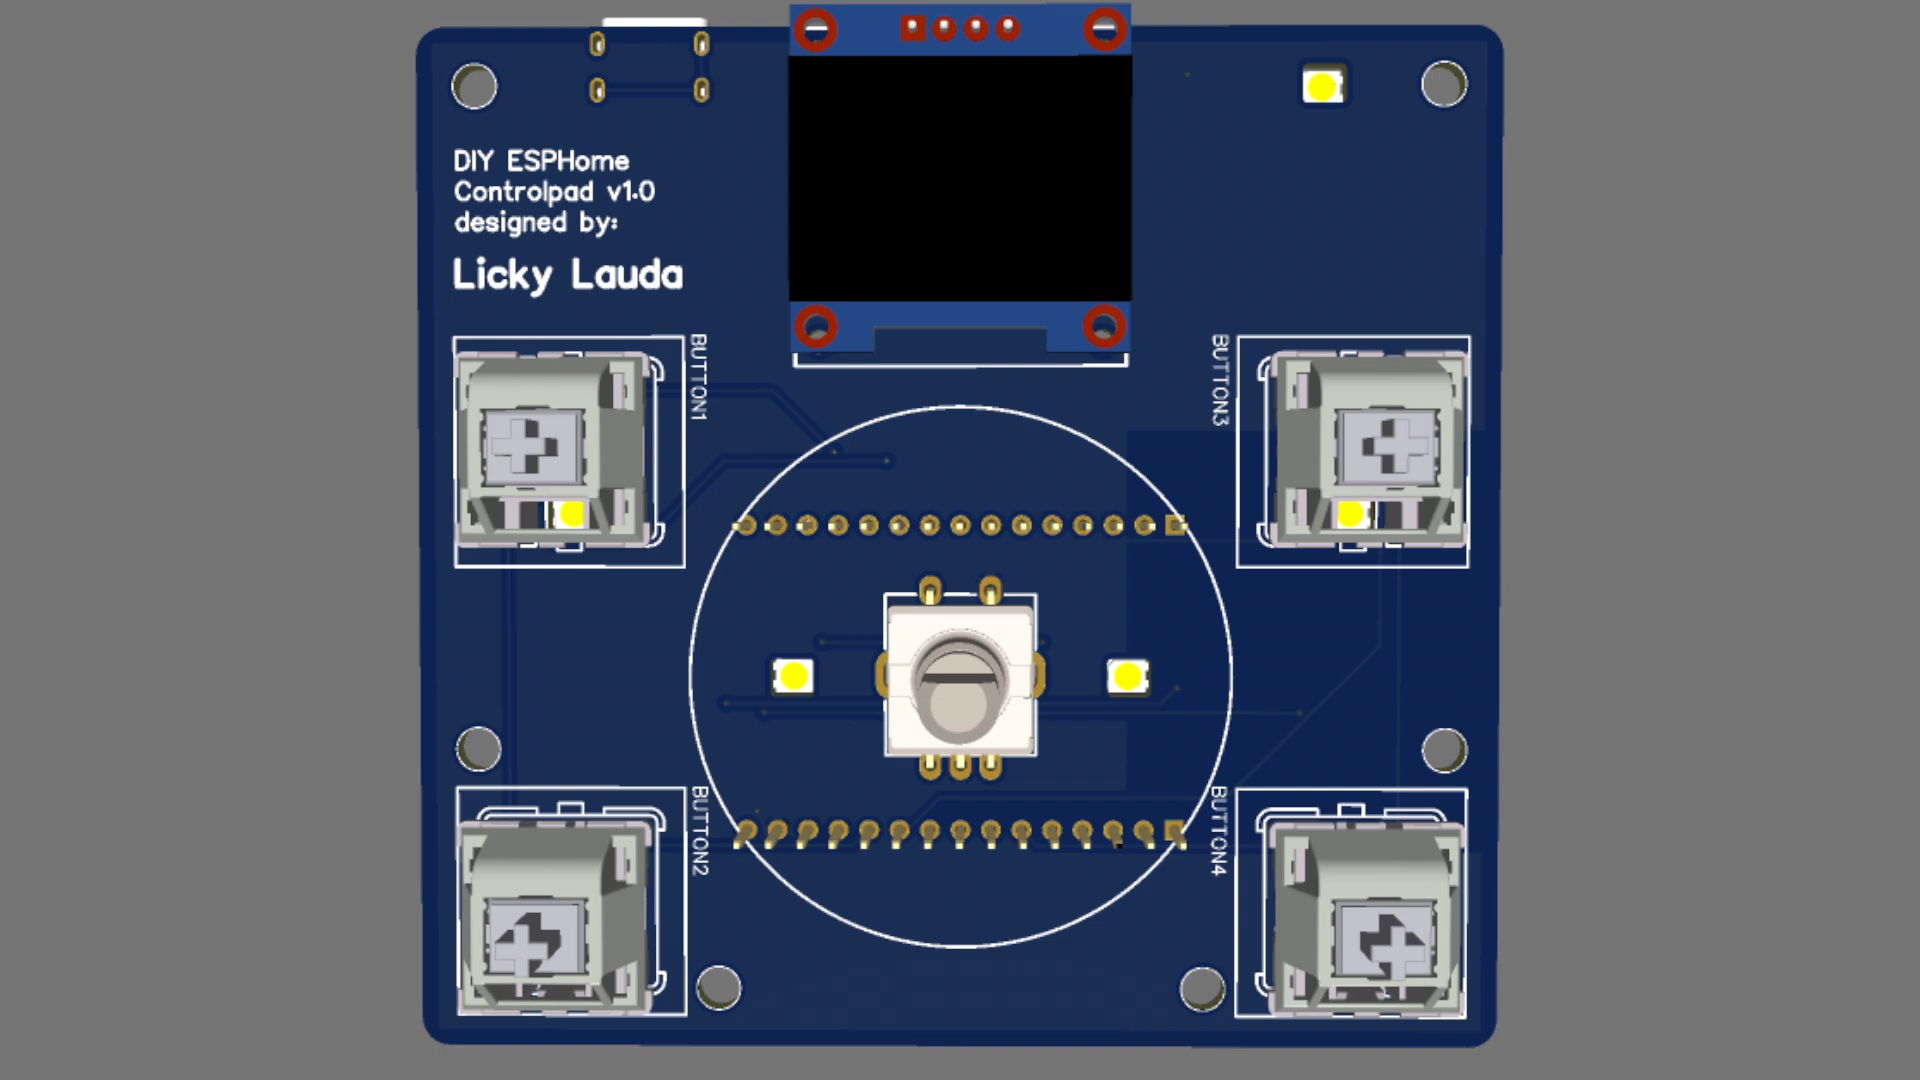 DIY ESPHome
Controlpad v1.0
designed by:
Licky Lauda
BUTTON1
BUTTON3
BUTTON2
BUTTON4